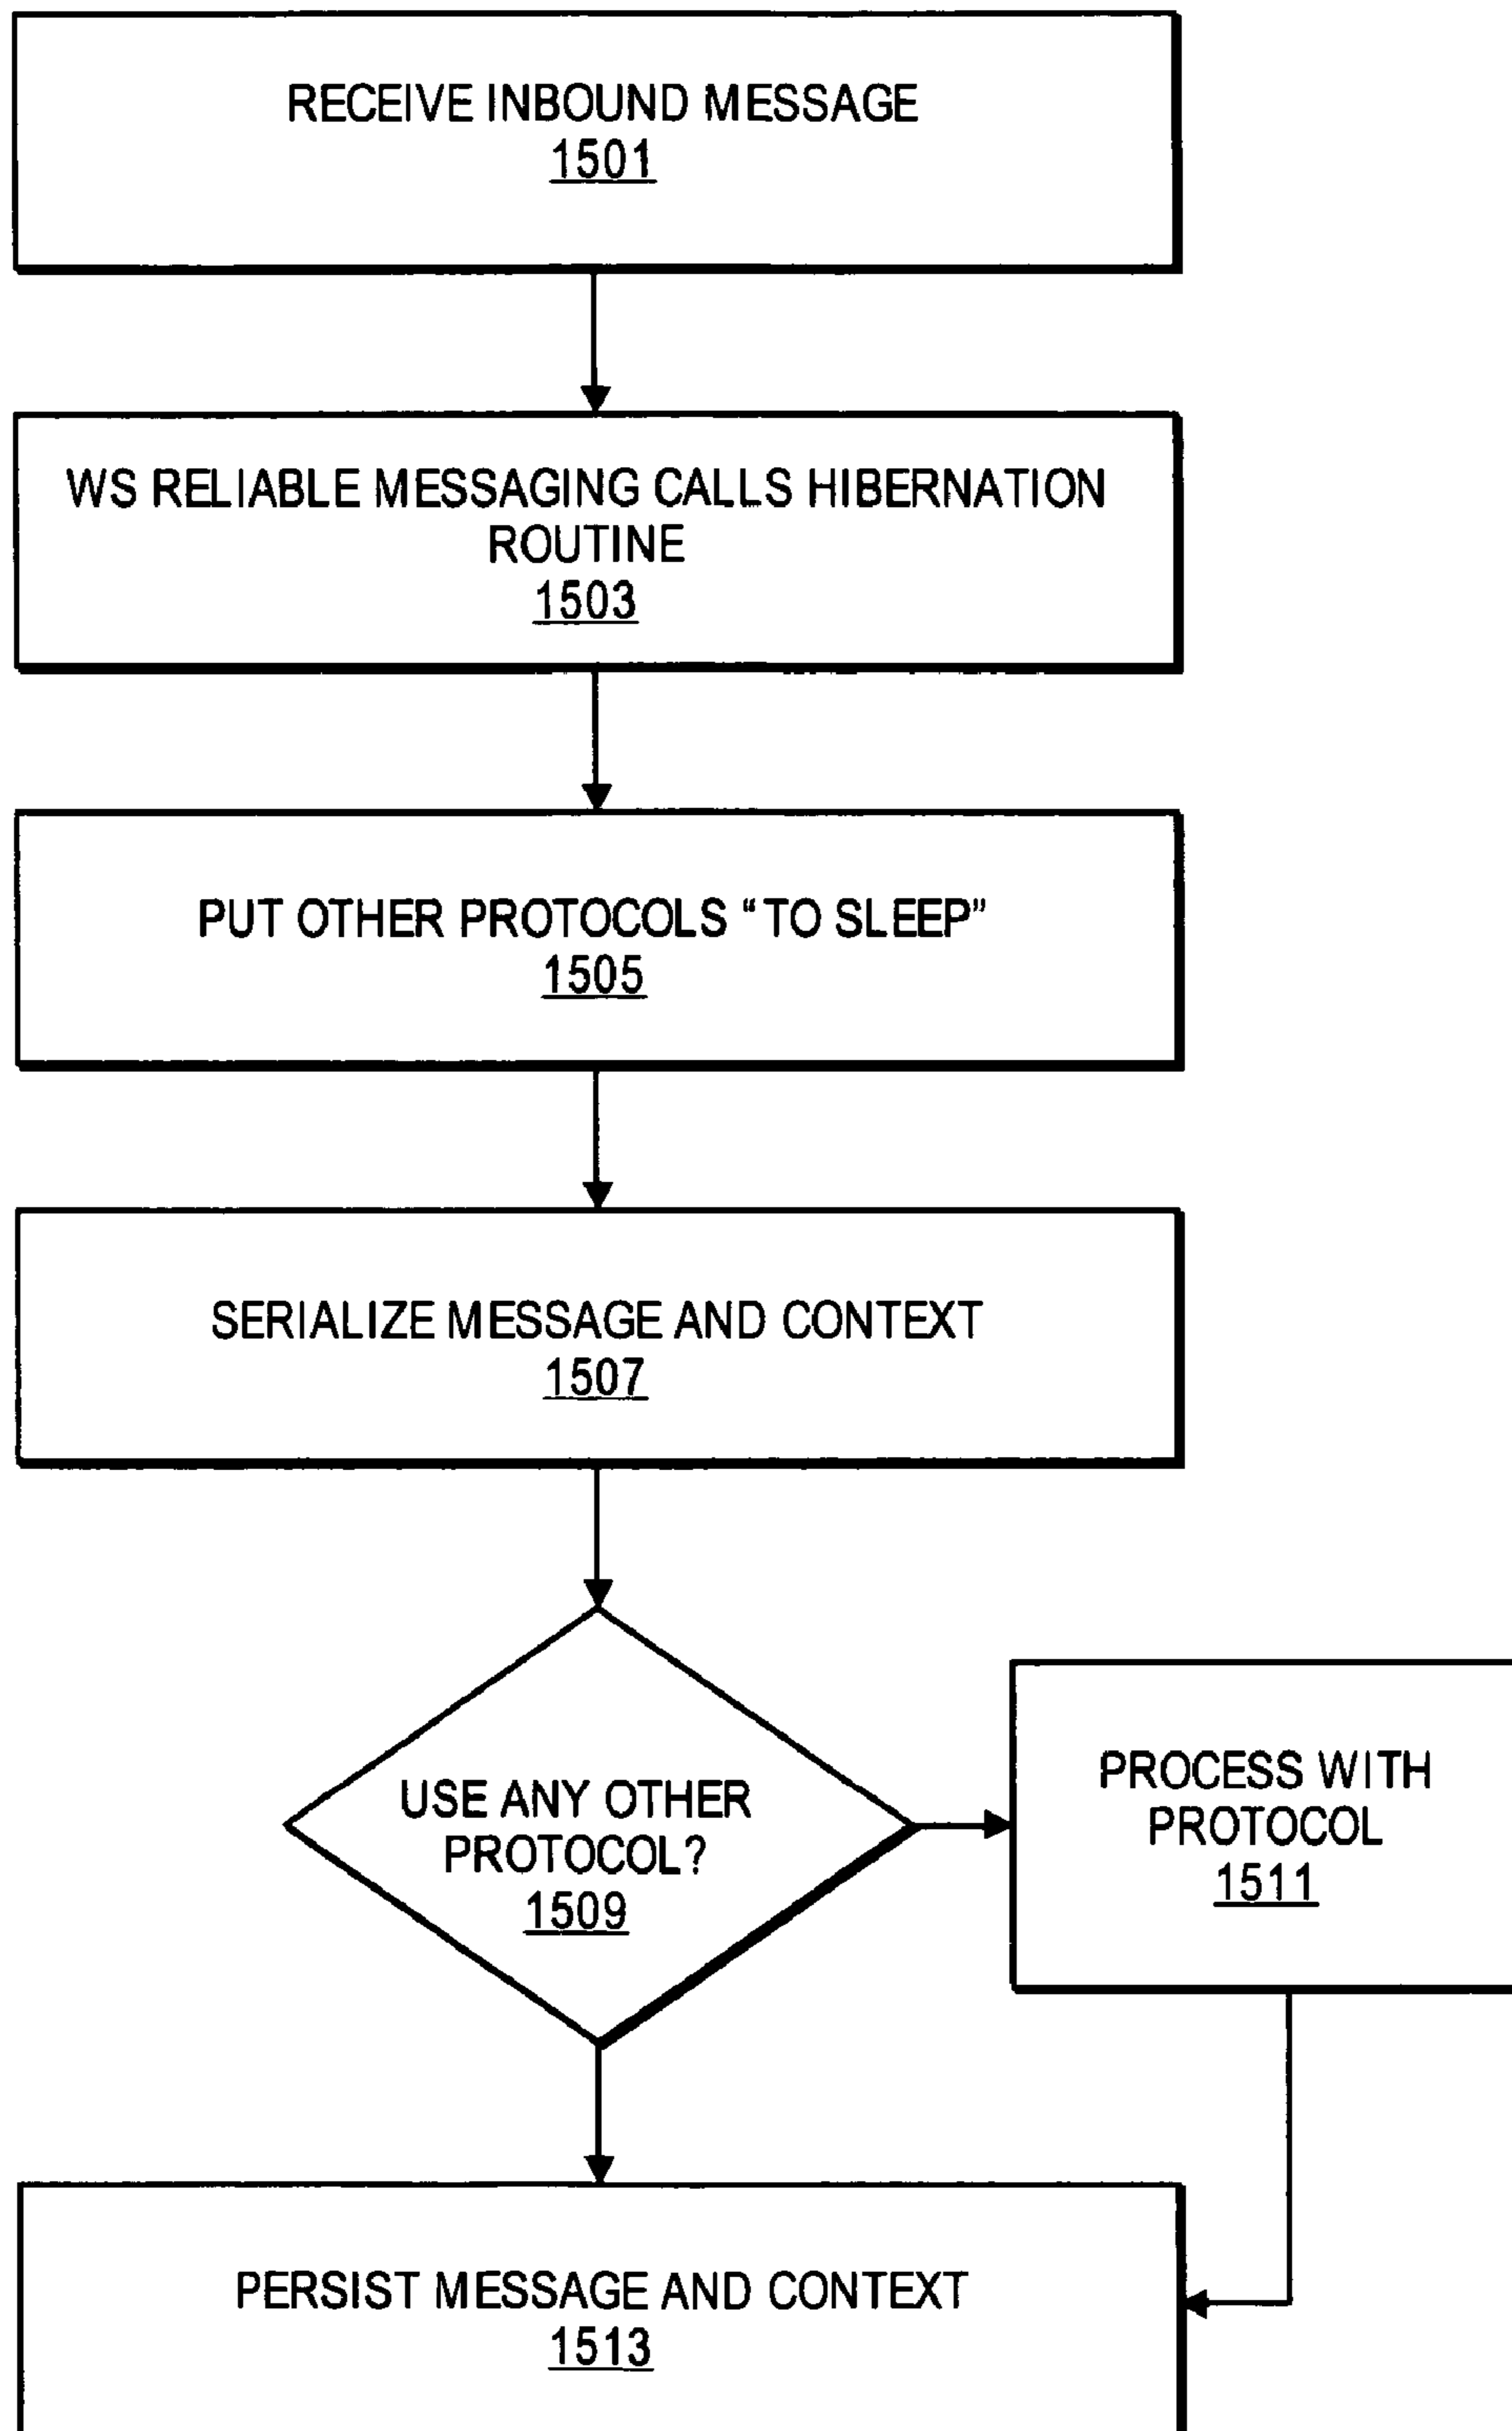 RECEIVE INBOUND MESSAGE
1501
WS RELIABLE MESSAGING CALLS HIBERNATION
ROUTINE
1503
PUT OTHER PROTOCOLS “TO SLEEP”
1505
SERIALIZE MESSAGE AND CONTEXT
1507
USE ANY OTHER
PROTOCOL?
1509
PROCESS WITH
PROTOCOL
1511
PERSIST MESSAGE AND CONTEXT
1513